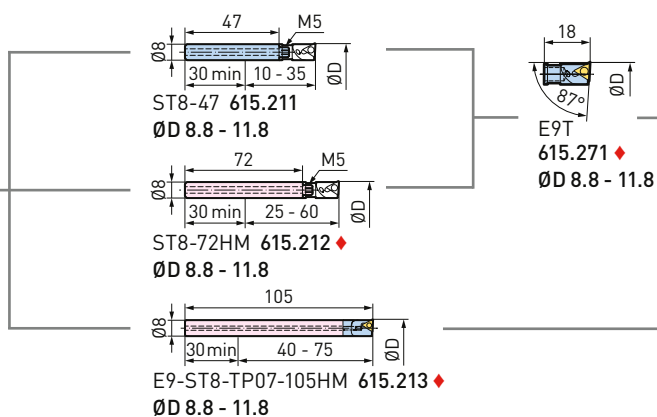 47
M5
Ø8
ØD
30 min
10 - 35
ST8-47 615.211
ØD 8.8 - 11.8
18
ØD
87°
E9T
615.271 ♦
ØD 8.8 - 11.8
72
M5
Ø8
ØD
30 min
25 - 60
ST8-72HM 615.212 ♦
ØD 8.8 - 11.8
105
Ø8
ØD
30 min
40 - 75
E9-ST8-TP07-105HM 615.213 ♦
ØD 8.8 - 11.8